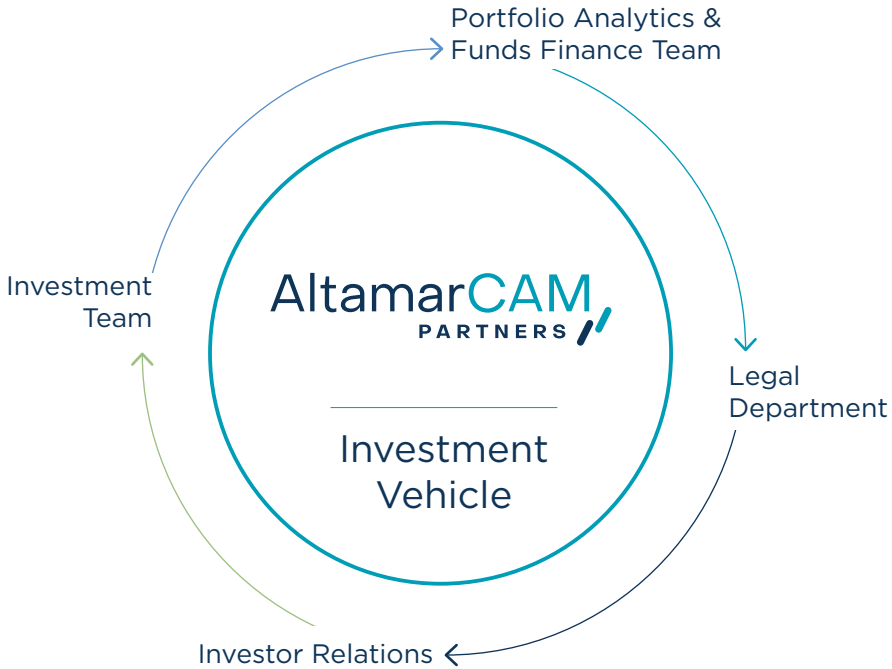 Portfolio Analytics &
Funds Finance Team
Investment
Team
AltamarCAM
PARTNERS
Legal
Department
Investment
Vehicle
Investor Relations